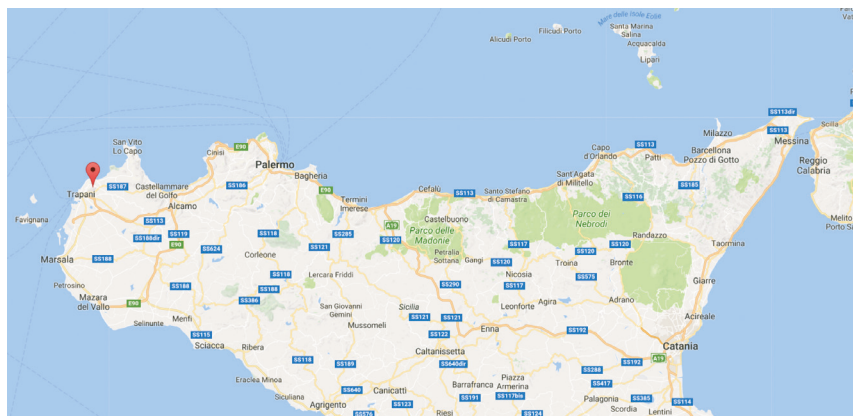 Mare delle Isole Eolie
Santa Marina
Salina
Filicudi Porto
Alicudi Porto
Acquacalda
Lipari
SS113dir
Scilla
Milazzo
SS113
Messina
Capo
d'Orlando
SS113
Patti
Barcellona
Pozzo di Gotto
Reggio
Calabria
San Vito
Lo Capo
Cinisi
E90
Palermo
Bagheria
Trapani
SS187
Castellammare
del Golfo
SS186
E90
Termini
Imerese
Cefalù
SS113
Santo Stefano
di Camastra
Sant'Agata
di Militello
SS185
SS116
Favignana
Alcamo
SS113
SS119
SS188dir
E90
SS624
SS118
SS121
SS285
A19
SS120
Castelbuono
Parco delle
Madonie
Parco dei
Nebrodi
Randazzo
Taormina
Melito
Porto Sa
Marsala
SS188
Corleone
Petralia
Sottana
Gangi
SS117
SS120
SS120
SS120
Troina
Bronte
Giarre
Petrosino
Mazara
del Vallo
E90
SS188
SS118
SS188
SS386
Lercara Friddi
SS290
Nicosia
SS117
SS575
Adrano
Acireale
San Giovanni
Gemini
Sicilia
Leonforte
Agira
Selinunte
Menfi
SS115
Sciacca
Ribera
Mussomeli
SS121
SS121
SS122
Enna
SS192
Catania
Caltanissetta
SS640dir
SS118
SS189
SS192
A19
SS288
Eraclea Minoa
Siculiana
SS640
Canicattì
Barrafranca
Piazza
Armerina
SS417
Agrigento
SS576
SS123
Riesi
SS191
SS117bis
SS124
Palagonia
Scordia
SS385
Lentini
SS114